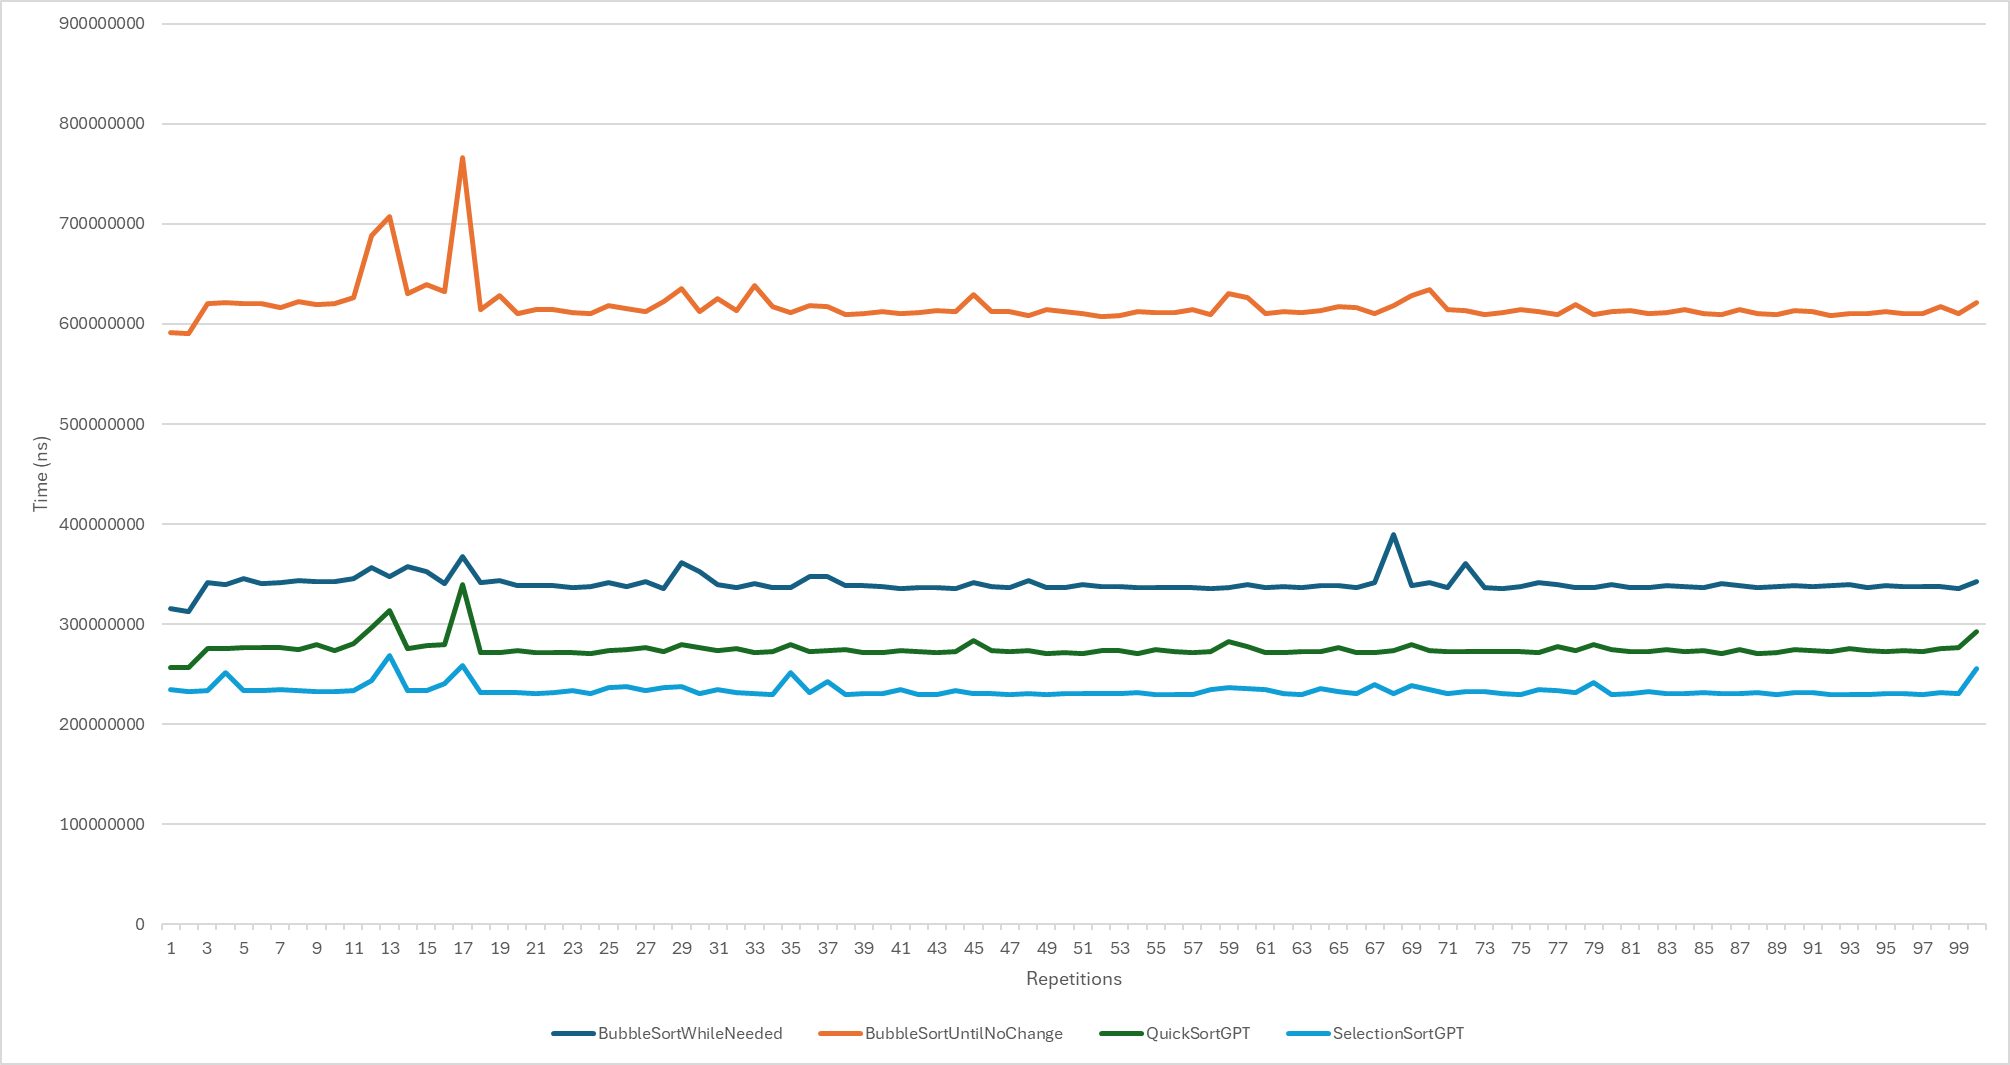 900000000
800000000
700000000
600000000
500000000
400000000
300000000
200000000
100000000
0
Time (ns)
1 3 5 7 9 11 13 15 17 19 21 23 25 27 29 31 33 35 37 39 41 43 45 47 49 51 53 55 57 59 61 63 65 67 69 71 73 75 77 79 81 83 85 87 89 91 93 95 97 99
Repetitions
BubbleSortWhileNeeded BubbleSortUntilNoChange QuickSortGPT SelectionSortGPT